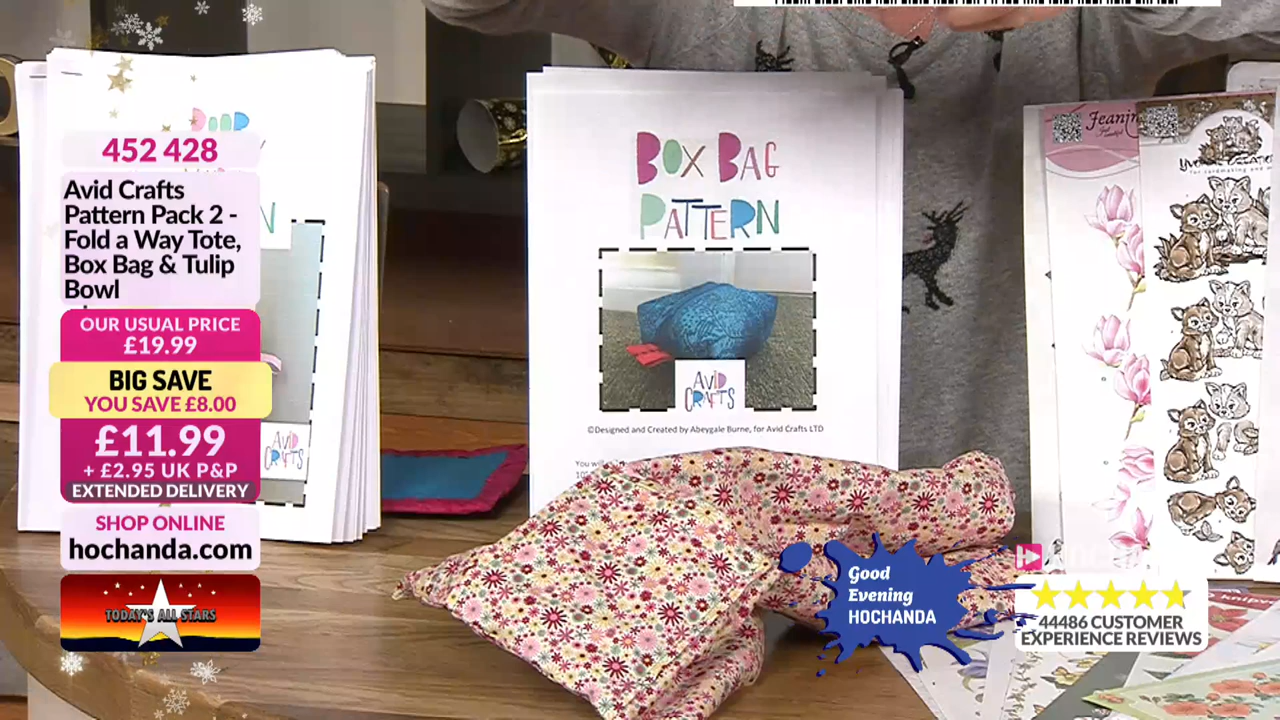 452 428
Avid Crafts
Pattern Pack 2 -
Fold a Way Tote,
Box Bag & Tulip
Bowl
OUR USUAL PRICE
£19.99
BIG SAVE
YOU SAVE £8.00
£11.99
+ £2.95 UK P&P
EXTENDED DELIVERY
SHOP ONLINE
hochanda.com
TODAY'S ALL STARS
AVID
CRAFTS
BOX BAG
PATTERN
AVID
CRAFTS
©Designed and Created by Abeygale Burne, for Avid Crafts LTD
You will
Good
Evening
HOCHANDA
44486 CUSTOMER
EXPERIENCE REVIEWS